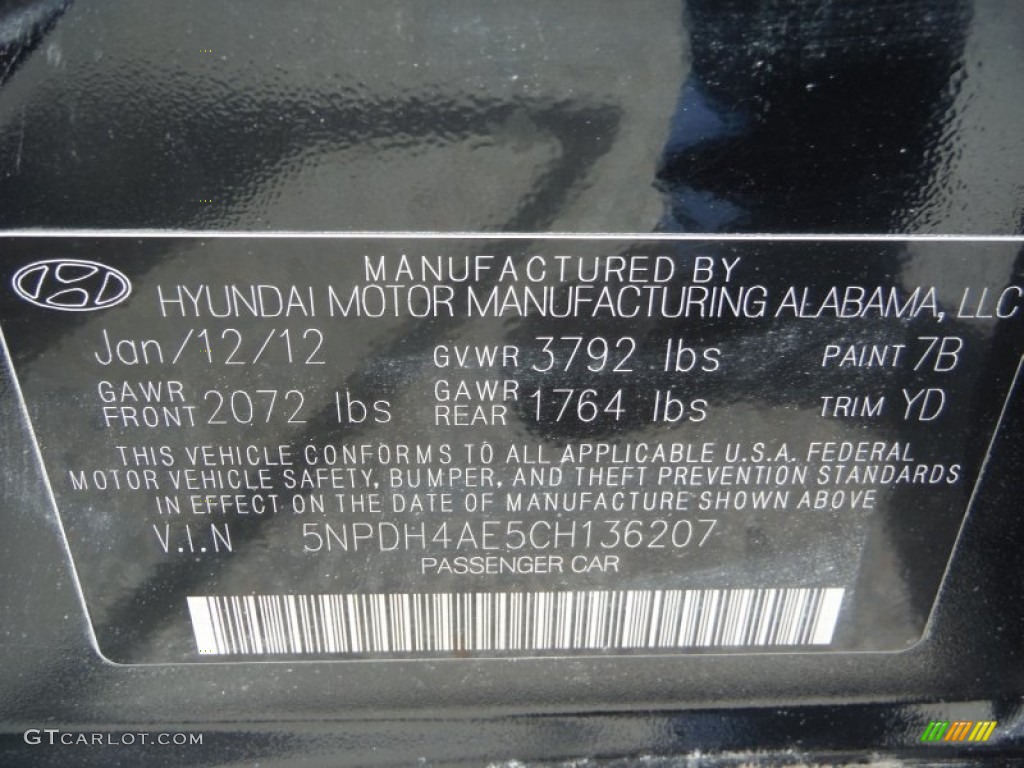 MANUFACTURED BY
HYUNDAI MOTOR MANUFACTURING ALABAMA, LLC
Jan/12/12 GVWR 3792 lbs PAINT 7B
GAWR FRONT 2072 lbs GAWR REAR 1764 lbs TRIM YD
THIS VEHICLE CONFORMS TO ALL APPLICABLE U.S.A. FEDERAL
MOTOR VEHICLE SAFETY, BUMPER, AND THEFT PREVENTION STANDARDS
IN EFFECT ON THE DATE OF MANUFACTURE SHOWN ABOVE
V.I.N 5NPDH4AE5CH136207
PASSENGER CAR
GTCARLOT.COM